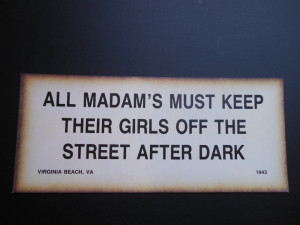 ALL MADAM'S MUST KEEP
THEIR GIRLS OFF THE
STREET AFTER DARK
VIRGINIA BEACH, VA 1943